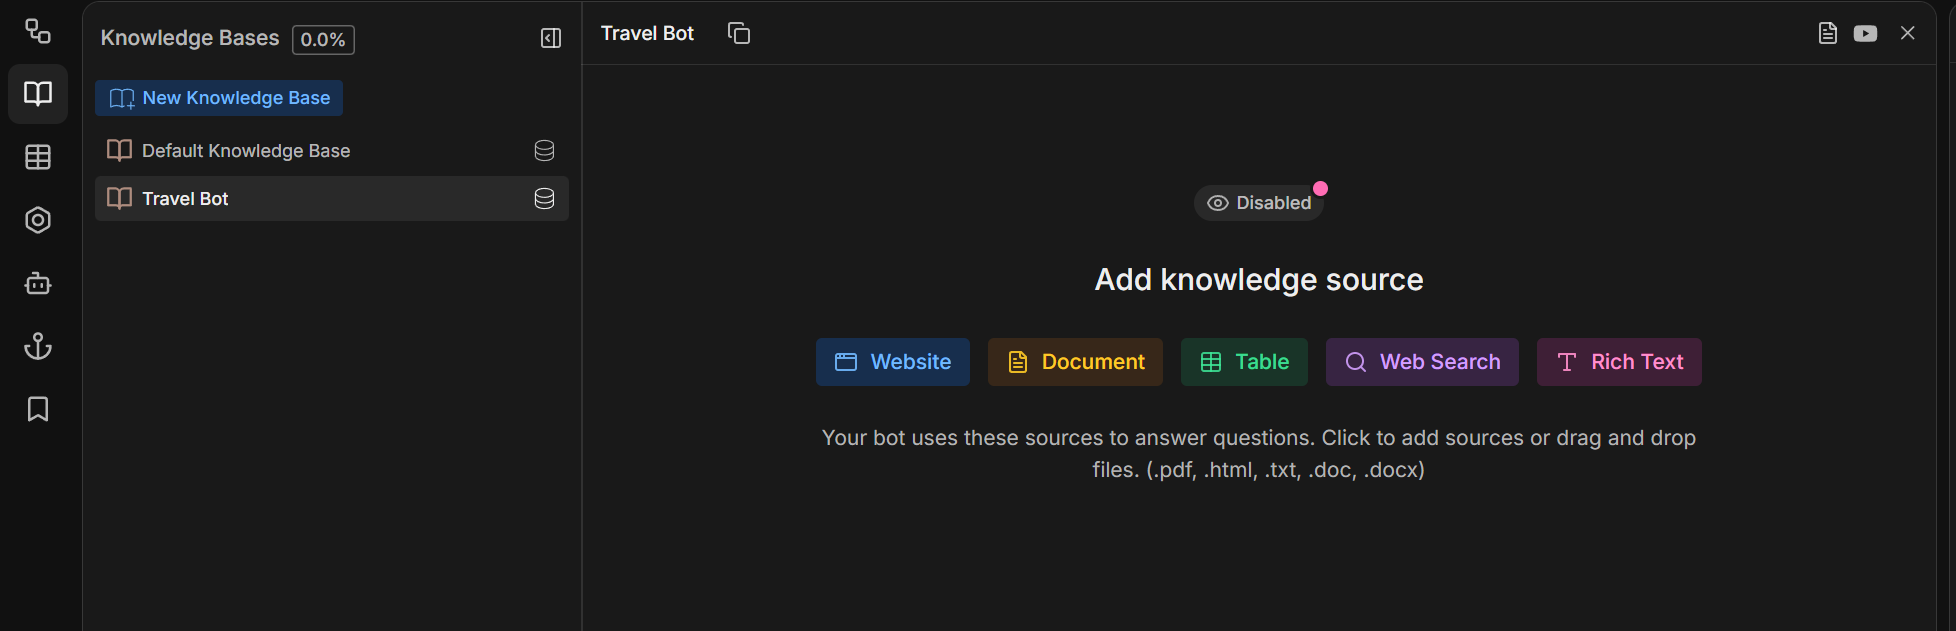 Knowledge Bases 0.0%
New Knowledge Base
Default Knowledge Base
Travel Bot
Travel Bot
Disabled
Add knowledge source
Website Document Table Web Search Rich Text
Your bot uses these sources to answer questions. Click to add sources or drag and drop
files. (.pdf, .html, .txt, .doc, .docx)